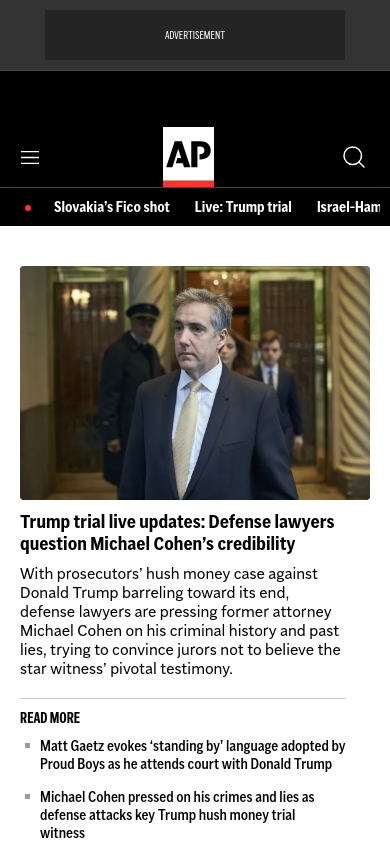 ADVERTISEMENT
AP
Slovakia’s Fico shot
Live: Trump trial
Israel-Ham
Trump trial live updates: Defense lawyers
question Michael Cohen’s credibility
With prosecutors’ hush money case against
Donald Trump barreling toward its end,
defense lawyers are pressing former attorney
Michael Cohen on his criminal history and past
lies, trying to convince jurors not to believe the
star witness’ pivotal testimony.
READ MORE
Matt Gaetz evokes ‘standing by’ language adopted by
Proud Boys as he attends court with Donald Trump
Michael Cohen pressed on his crimes and lies as
defense attacks key Trump hush money trial
witness